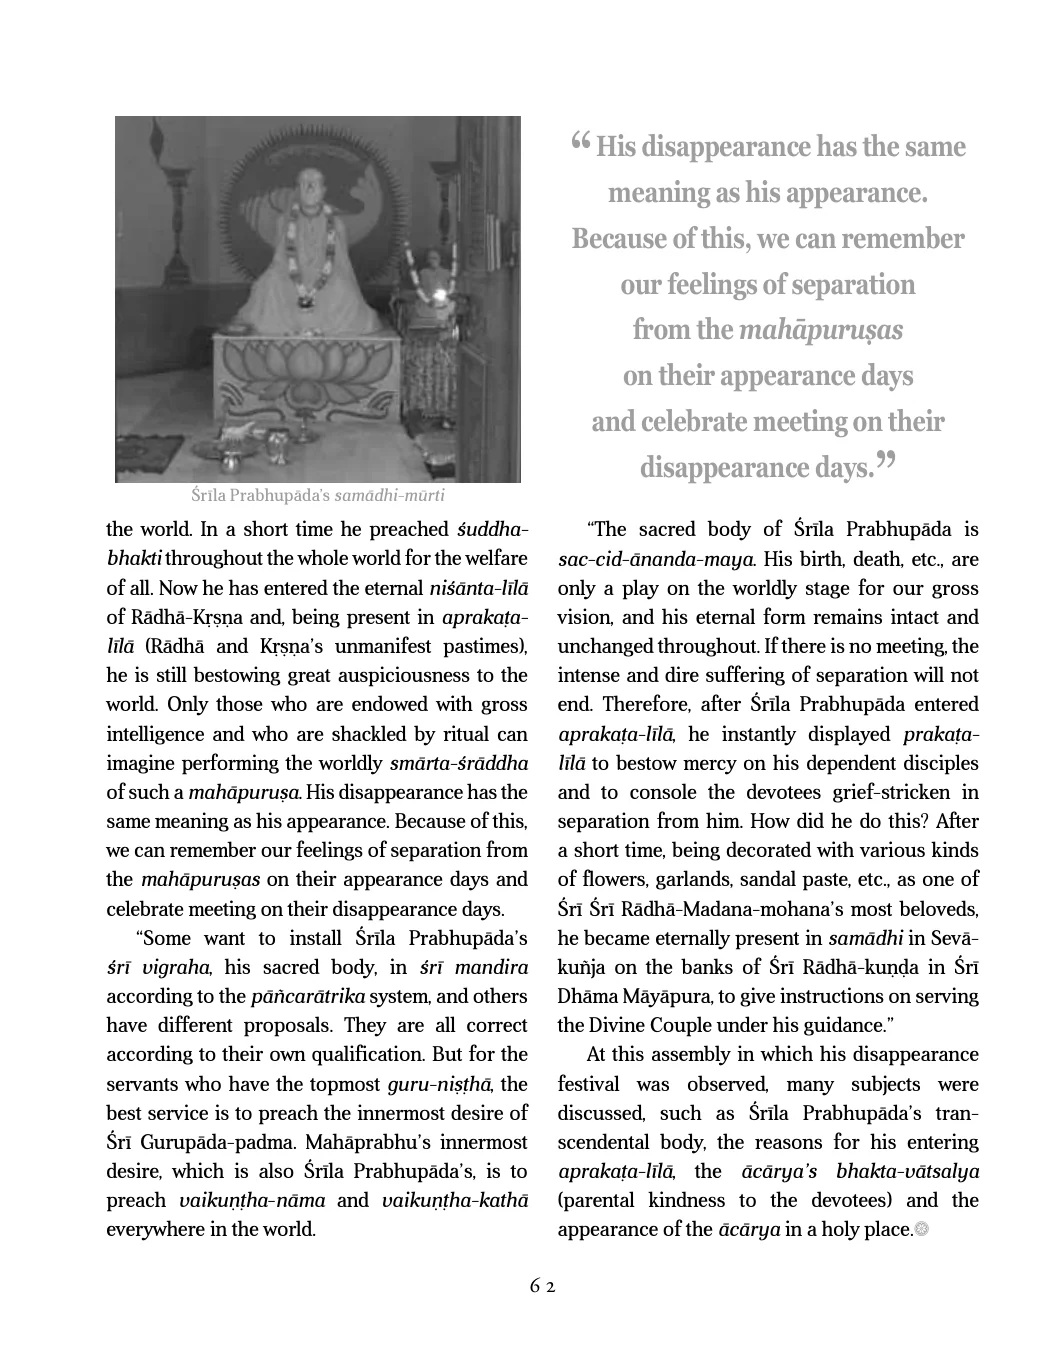 “ His disappearance has the same
meaning as his appearance.
Because of this, we can remember
our feelings of separation
from the mahāpuruṣas
on their appearance days
and celebrate meeting on their
disappearance days.”
Śrīla Prabhupāda’s samādhi-mūrti
the world. In a short time he preached śuddha-
bhakti throughout the whole world for the welfare
of all. Now he has entered the eternal niśānta-līlā
of Rādhā-Kṛṣṇa and, being present in aprakaṭa-
līlā (Rādhā and Kṛṣṇa’s unmanifest pastimes),
he is still bestowing great auspiciousness to the
world. Only those who are endowed with gross
intelligence and who are shackled by ritual can
imagine performing the worldly smārta-śrāddha
of such a mahāpuruṣa. His disappearance has the
same meaning as his appearance. Because of this,
we can remember our feelings of separation from
the mahāpuruṣas on their appearance days and
celebrate meeting on their disappearance days.
“Some want to install Śrīla Prabhupāda’s
śrī vigraha, his sacred body, in śrī mandira
according to the pāñcarātrika system, and others
have different proposals. They are all correct
according to their own qualification. But for the
servants who have the topmost guru-niṣṭhā, the
best service is to preach the innermost desire of
Śrī Gurupāda-padma. Mahāprabhu’s innermost
desire, which is also Śrīla Prabhupāda’s, is to
preach vaikuṇṭha-nāma and vaikuṇṭha-kathā
everywhere in the world.
“The sacred body of Śrīla Prabhupāda is
sac-cid-ānanda-maya. His birth, death, etc., are
only a play on the worldly stage for our gross
vision, and his eternal form remains intact and
unchanged throughout. If there is no meeting, the
intense and dire suffering of separation will not
end. Therefore, after Śrīla Prabhupāda entered
aprakaṭa-līlā, he instantly displayed prakaṭa-
līlā to bestow mercy on his dependent disciples
and to console the devotees grief-stricken in
separation from him. How did he do this? After
a short time, being decorated with various kinds
of flowers, garlands, sandal paste, etc., as one of
Śrī Śrī Rādhā-Madana-mohana’s most beloveds,
he became eternally present in samādhi in Sevā-
kuñja on the banks of Śrī Rādhā-kuṇḍa in Śrī
Dhāma Māyāpura, to give instructions on serving
the Divine Couple under his guidance.”
At this assembly in which his disappearance
festival was observed, many subjects were
discussed, such as Śrīla Prabhupāda’s tran-
scendental body, the reasons for his entering
aprakaṭa-līlā, the ācārya’s bhakta-vātsalya
(parental kindness to the devotees) and the
appearance of the ācārya in a holy place.
6 2